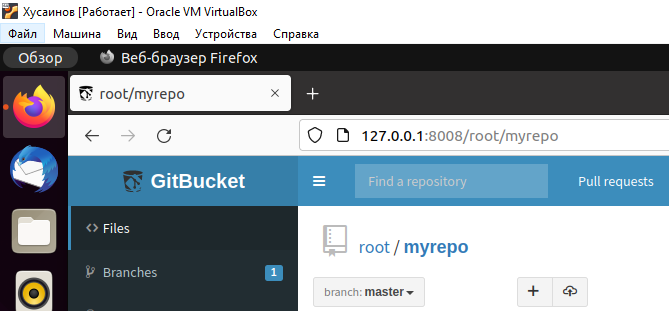 Хусаинов [Работает] - Oracle VM VirtualBox
Файл Машина Вид Ввод Устройства Справка
Обзор Веб-браузер Firefox
root/myrepo
127.0.0.1:8008/root/myrepo
GitBucket Find a repository Pull requests
Files
root / myrepo
Branches 1
branch: master